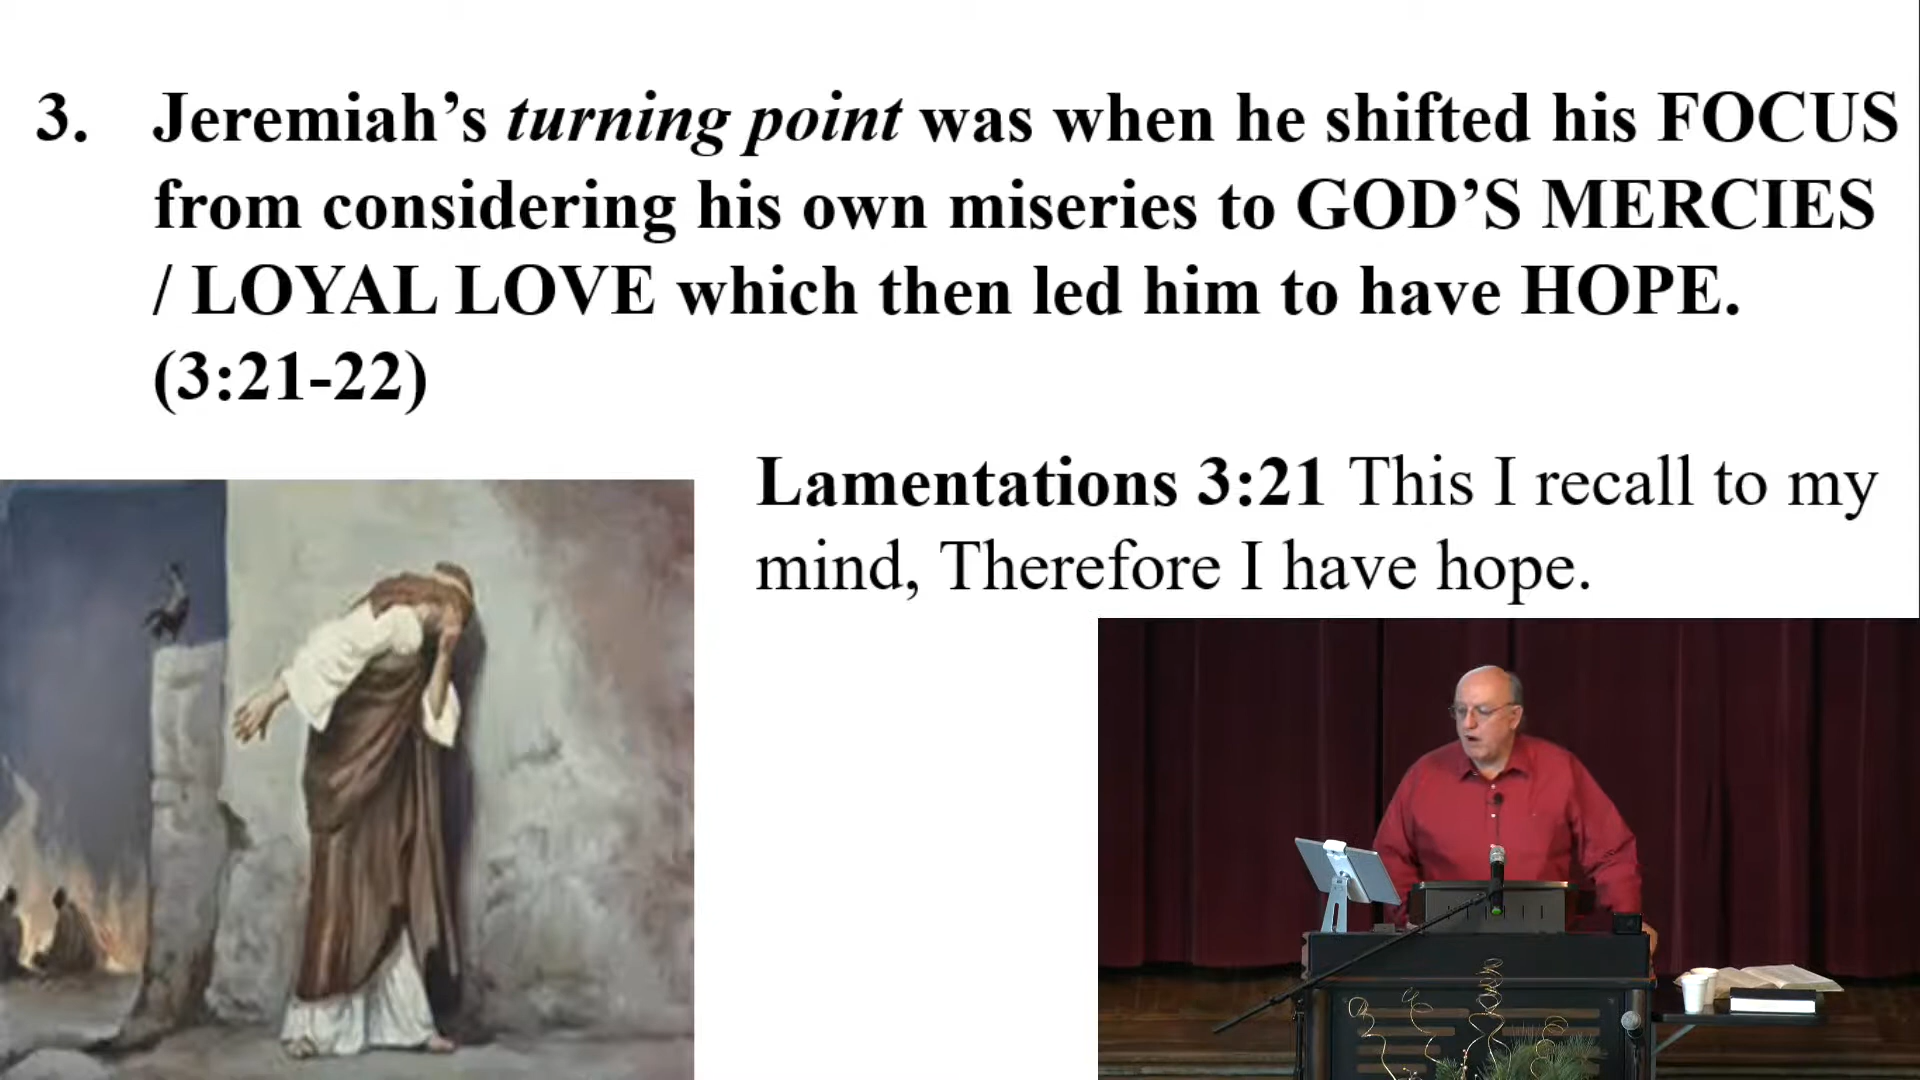 3. Jeremiah’s turning point was when he shifted his FOCUS
from considering his own miseries to GOD’S MERCIES
/ LOYAL LOVE which then led him to have HOPE.
(3:21-22)
Lamentations 3:21 This I recall to my
mind, Therefore I have hope.